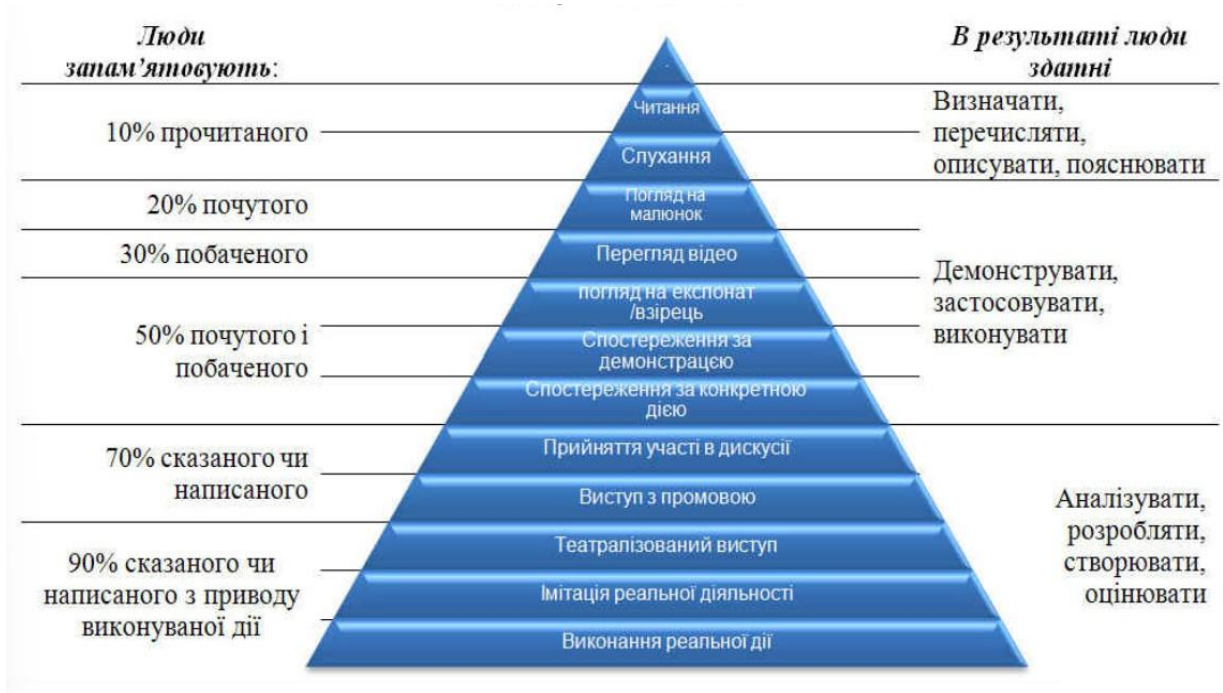 Люди
запам’ятовують:
10% прочитаного
20% почутого
30% побаченого
50% почутого і
побаченого
70% сказаного чи
написаного
90% сказаного чи
написаного з приводу
виконуваної дії
Читання
Слухання
Погляд на
малюнок
Перегляд відео
погляд на експонат
/взірець
Спостереження за
демонстрацією
Спостереження за конкретною
дією
Прийняття участі в дискусії
Виступ з промовою
Театралізований виступ
Імітація реальної діяльності
Виконання реальної дії
В результаті люди
здатні
Визначати,
перечисляти,
описувати, пояснювати
Демонструвати,
застосовувати,
виконувати
Аналізувати,
розробляти,
створювати,
оцінювати